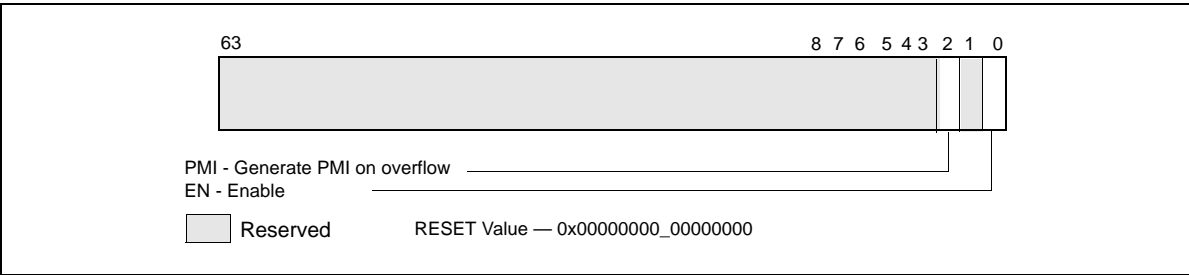 63 8 7 6 5 4 3 2 1 0
PMI - Generate PMI on overflow
EN - Enable
Reserved RESET Value — 0x00000000_00000000